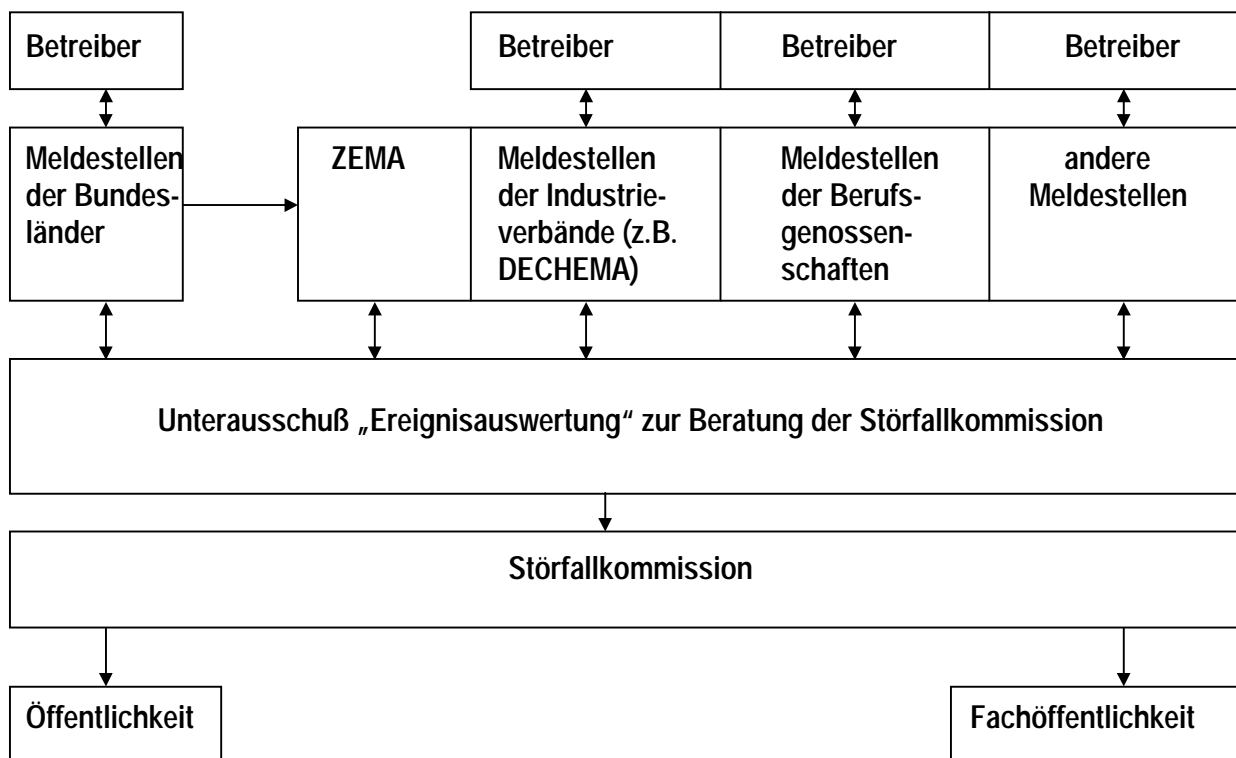 Betreiber
Betreiber
Betreiber
Betreiber
Meldestellen
der Bundes-
länder
ZEMA
Meldestellen
der Industrie-
verbände (z.B.
DECHEMA)
Meldestellen
der Berufs-
genossen-
schaften
andere
Meldestellen
Unterausschuß „Ereignisauswertung“ zur Beratung der Störfallkommission
Störfallkommission
Öffentlichkeit
Fachöffentlichkeit